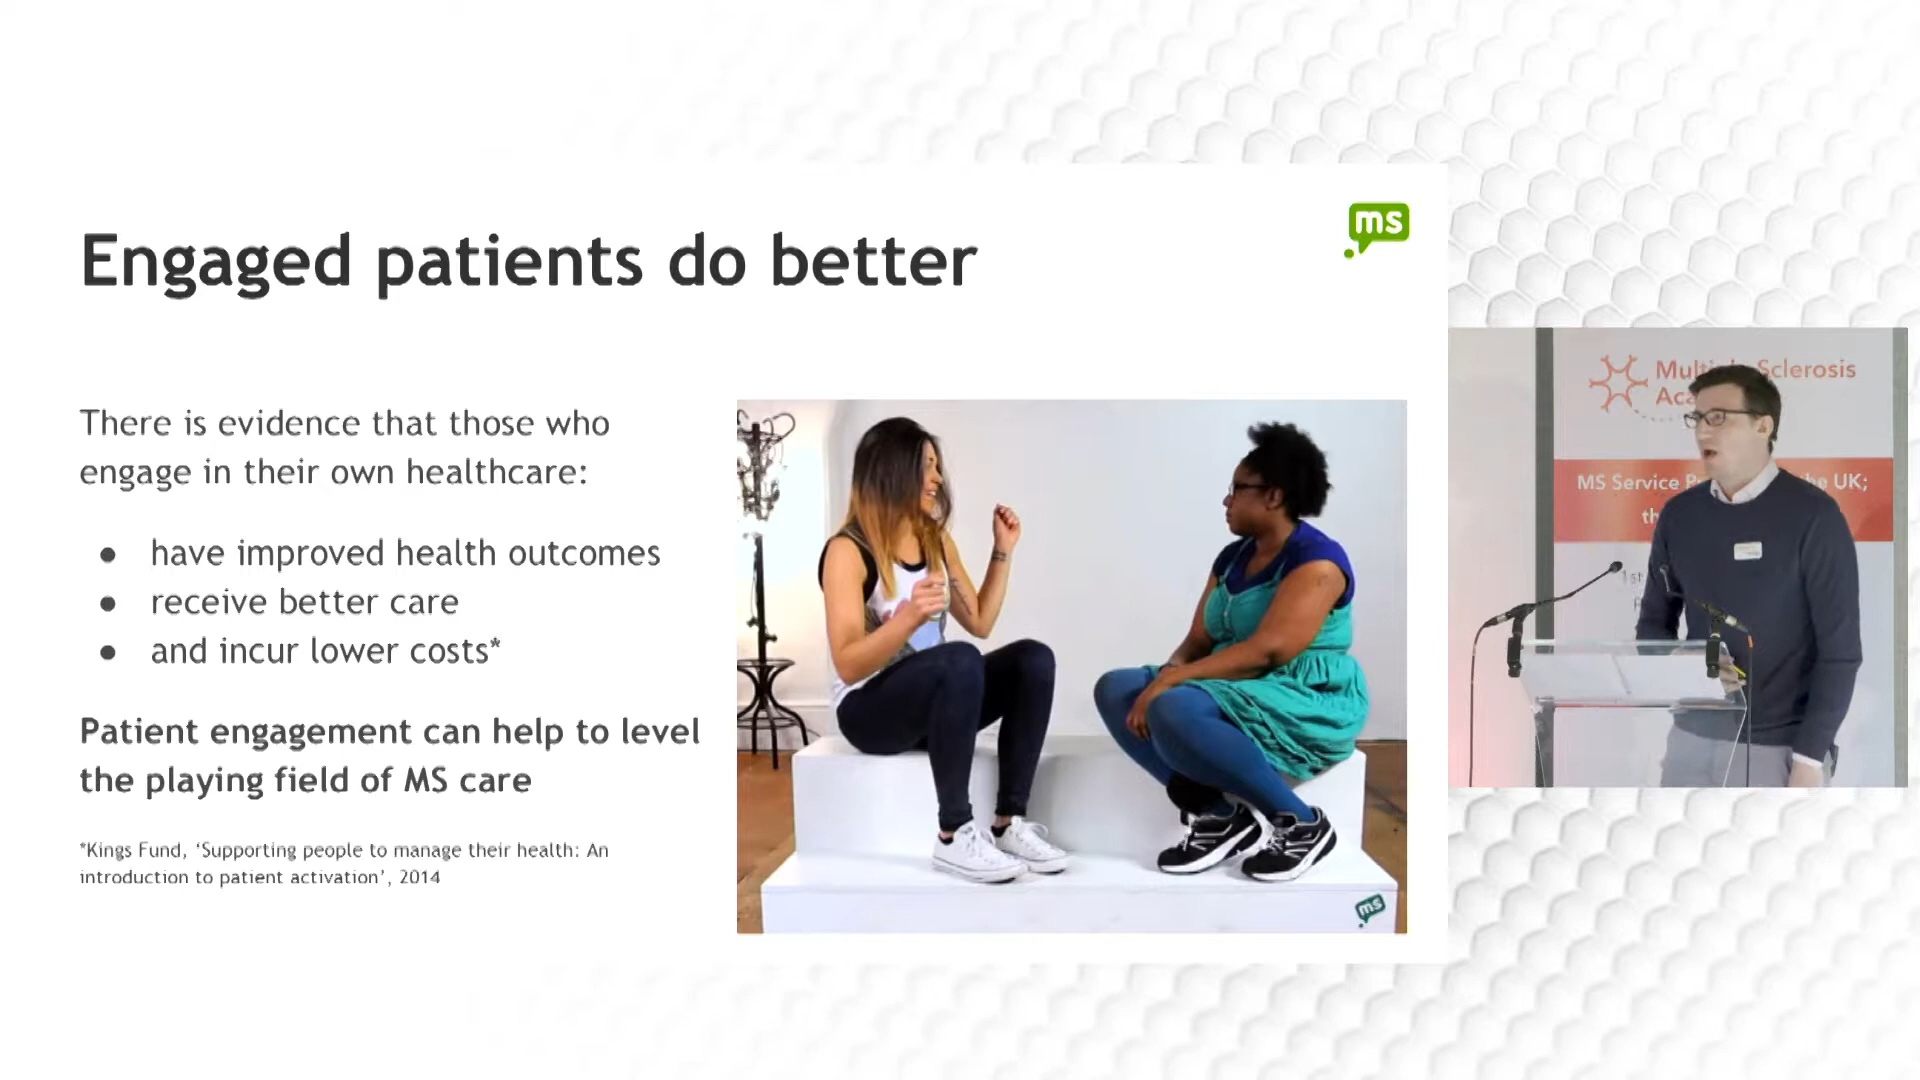 ms
Engaged patients do better
There is evidence that those who
engage in their own healthcare:
● have improved health outcomes
● receive better care
● and incur lower costs*
Patient engagement can help to level
the playing field of MS care
*Kings Fund, ‘Supporting people to manage their health: An
introduction to patient activation’, 2014
ms
Sclerosis
MS Service
the UK;